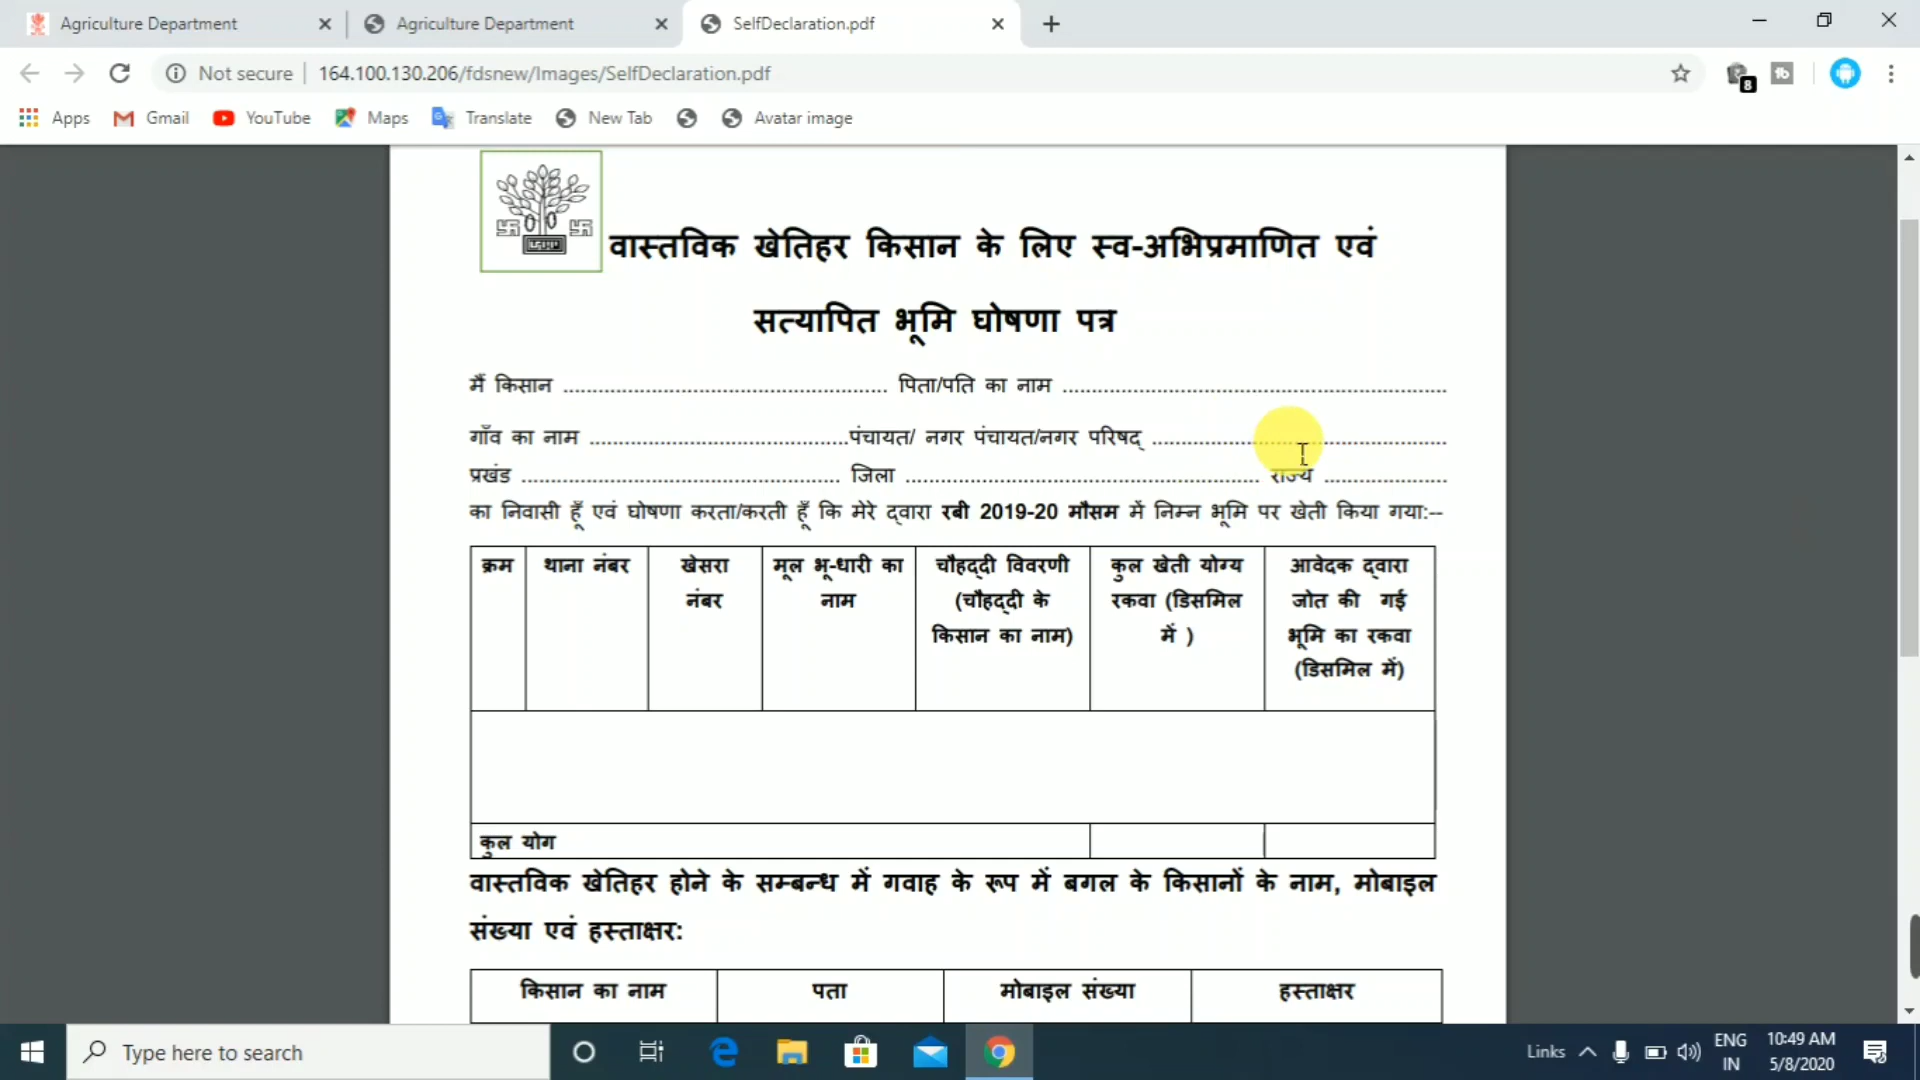 Agriculture Department
Agriculture Department
SelfDeclaration.pdf
Not secure
164.100.130.206/fdsnew/Images/SelfDeclaration.pdf
8
Apps
Gmail
YouTube
Maps
Translate
New Tab
Avatar image
वास्तविक खेतिहर किसान के लिए स्व-अभिप्रमाणित एवं
सत्यापित भूमि घोषणा पत्र
मैं किसान ........................................................ पिता/पति का नाम ..................................................................
गाँव का नाम .............................................पंचायत/ नगर पंचायत/नगर परिषद् ...................................................
प्रखंड ....................................................... जिला ............................................................. राज्य .....................
का निवासी हूँ एवं घोषणा करता/करती हूँ कि मेरे द्वारा रबी 2019-20 मौसम में निम्न भूमि पर खेती किया गया:--
क्रम थाना नंबर खेसरा नंबर मूल भू-धारी का नाम चौहद्दी विवरणी (चौहद्दी के किसान का नाम) कुल खेती योग्य रकवा (डिसमिल में ) आवेदक द्वारा जोत की गई भूमि का रकवा (डिसमिल में)
कुल योग
वास्तविक खेतिहर होने के सम्बन्ध में गवाह के रूप में बगल के किसानों के नाम, मोबाइल
संख्या एवं हस्ताक्षर:
किसान का नाम पता मोबाइल संख्या हस्ताक्षर
Type here to search
Links
ENG
IN
10:49 AM
5/8/2020